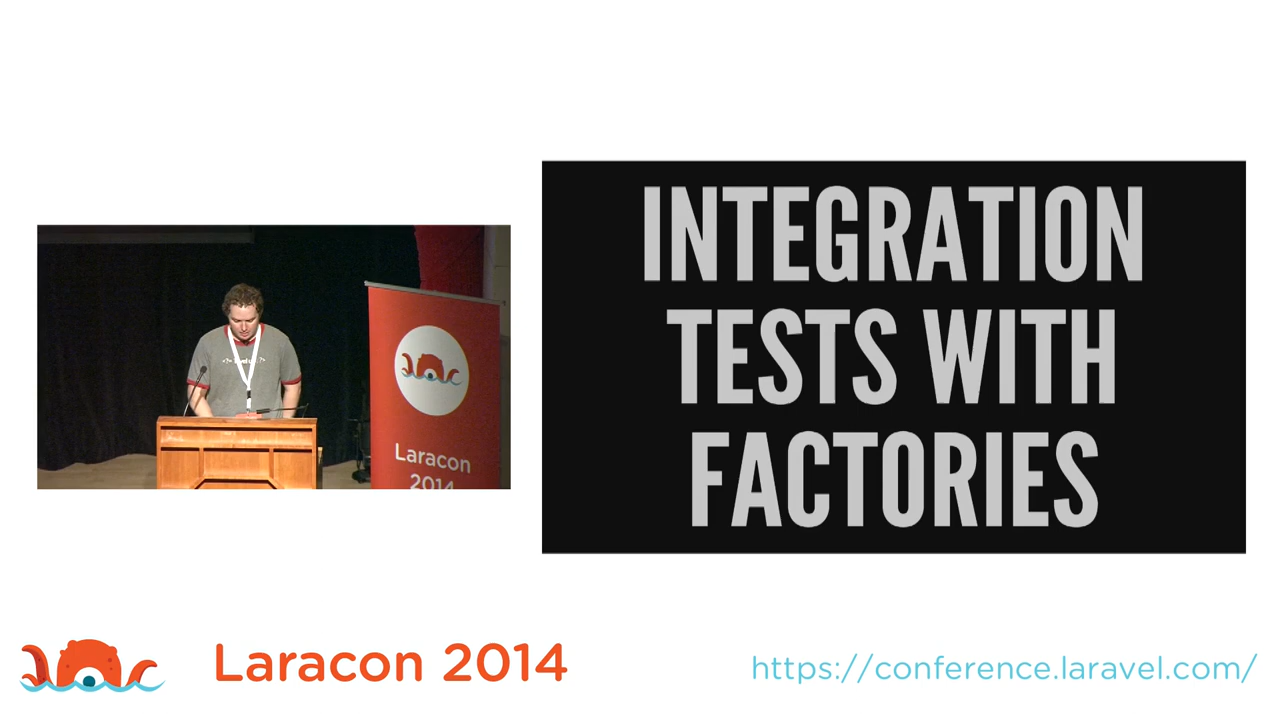 INTEGRATION
TESTS WITH
FACTORIES
Laracon
2014
Laracon 2014
https://conference.laravel.com/